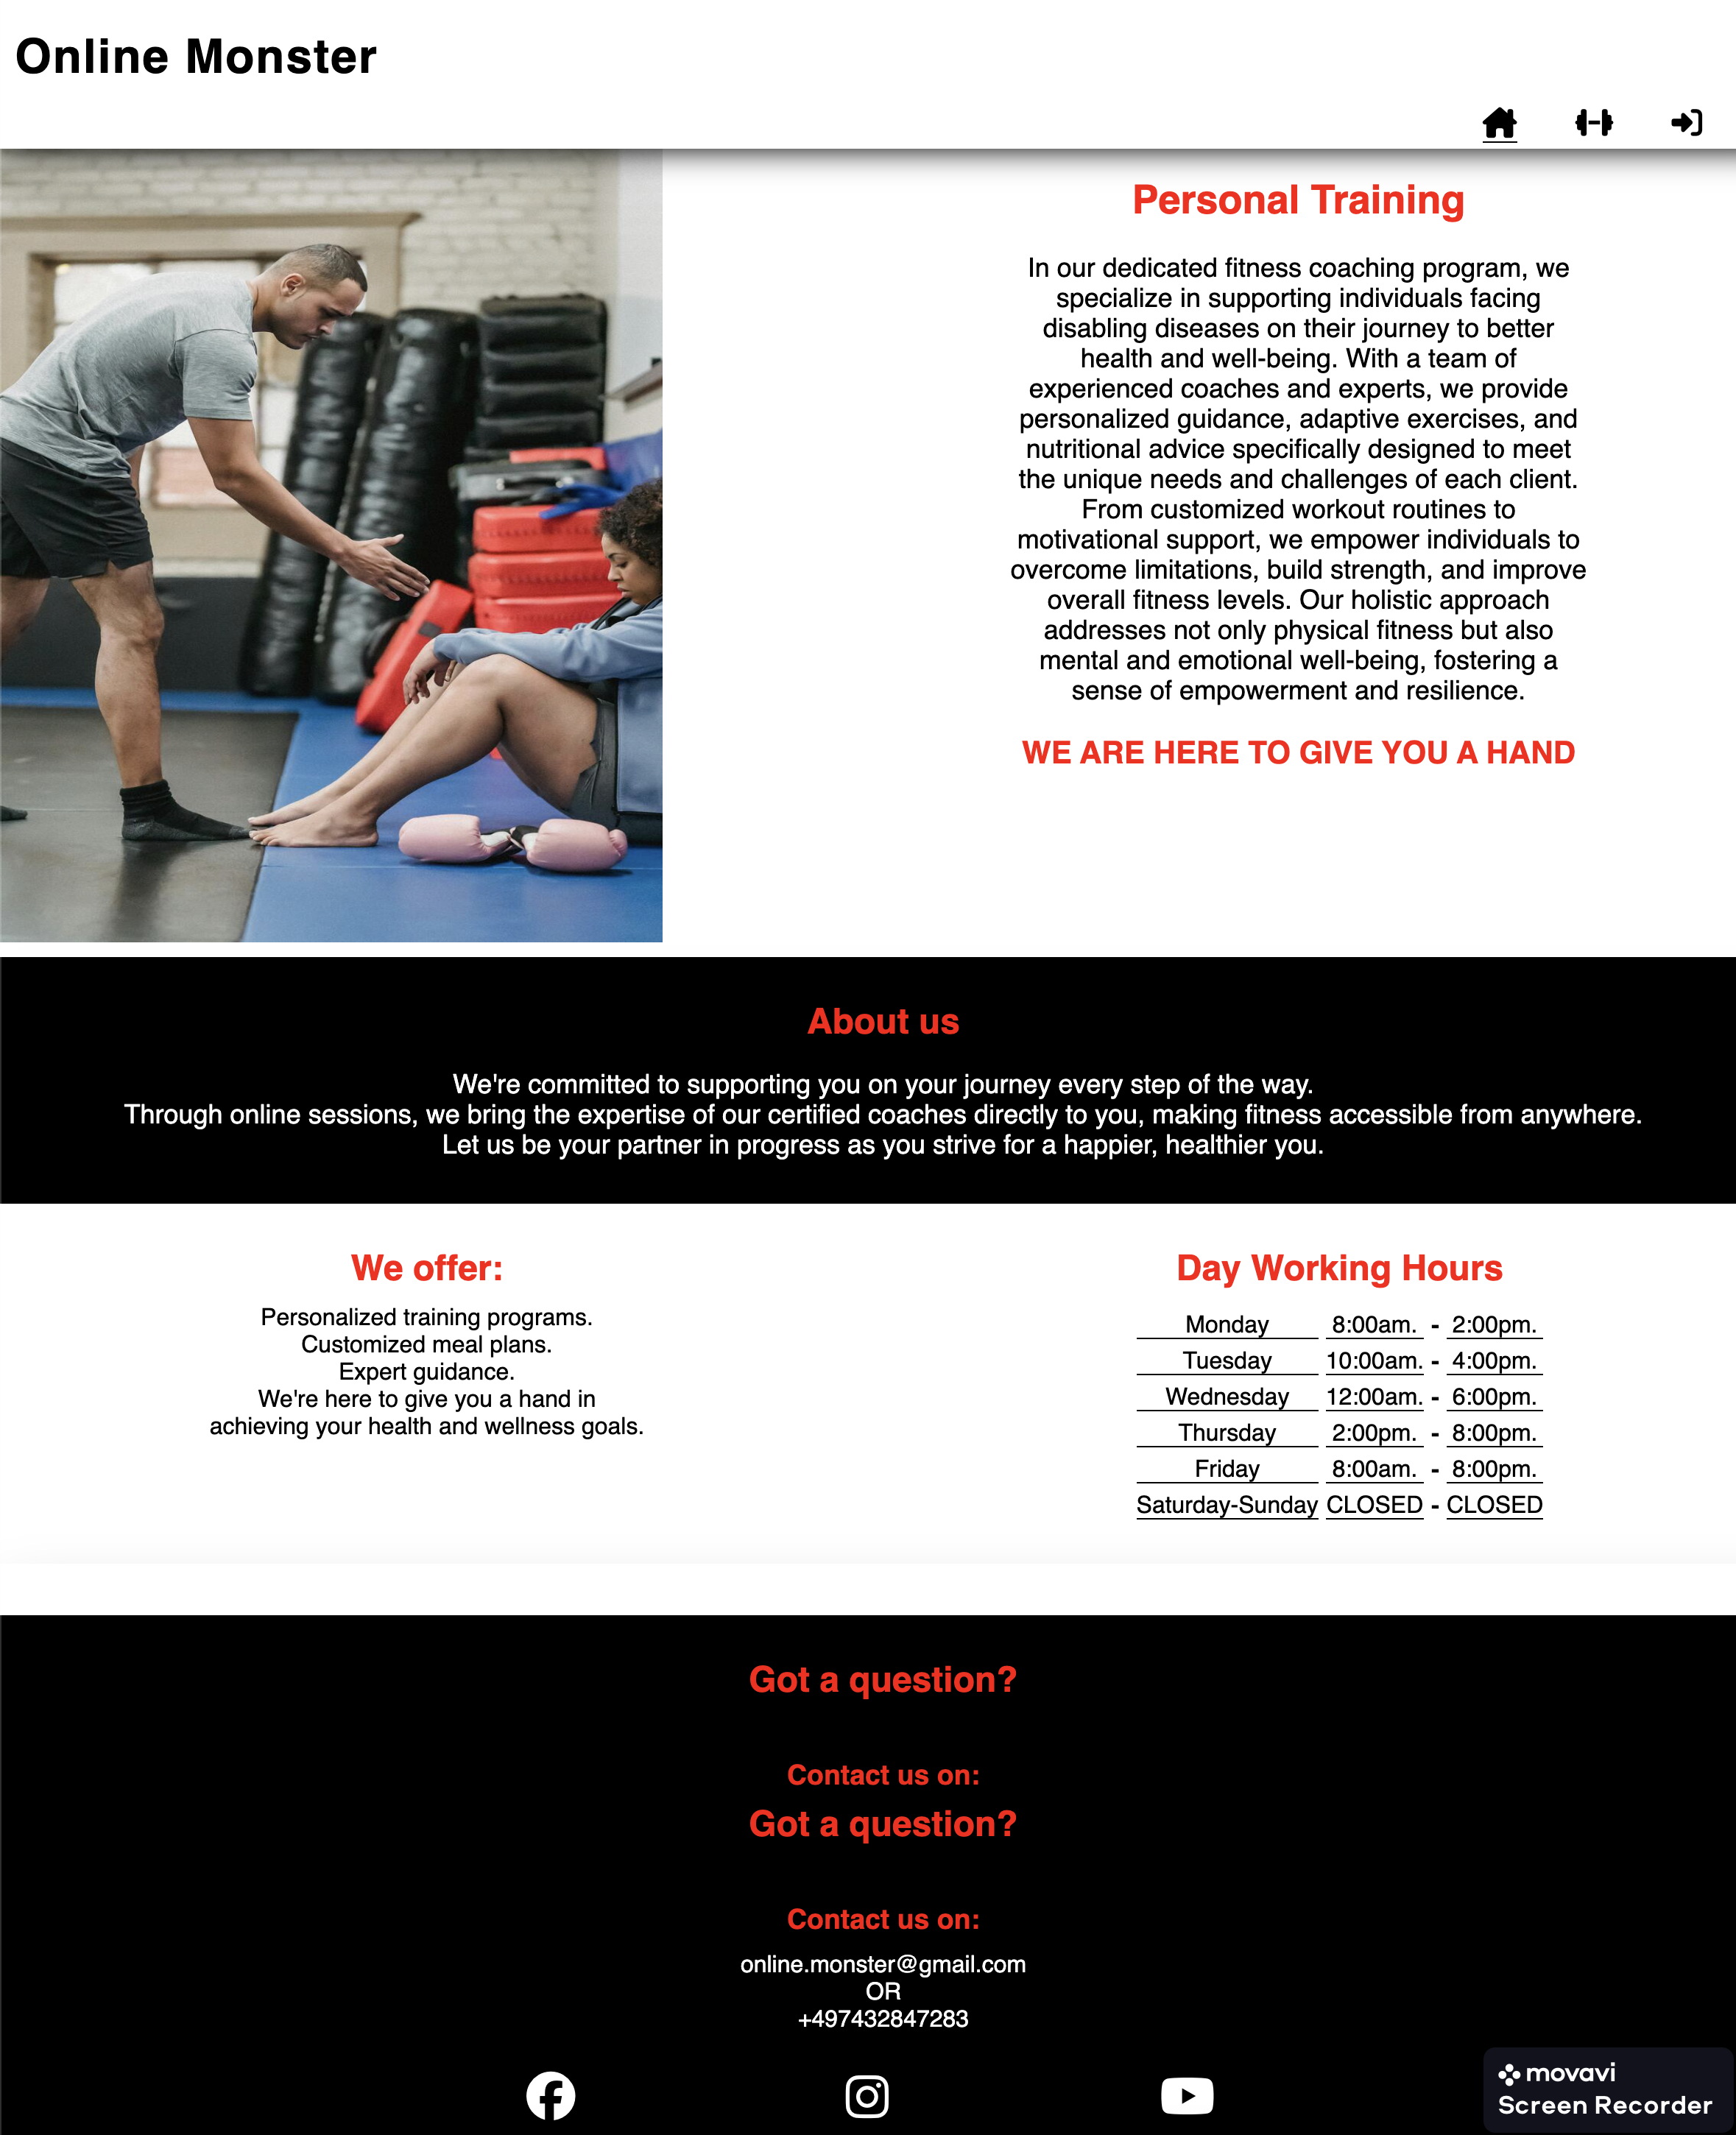 Online Monster
Personal Training
In our dedicated fitness coaching program, we
specialize in supporting individuals facing
disabling diseases on their journey to better
health and well-being. With a team of
experienced coaches and experts, we provide
personalized guidance, adaptive exercises, and
nutritional advice specifically designed to meet
the unique needs and challenges of each client.
From customized workout routines to
motivational support, we empower individuals to
overcome limitations, build strength, and improve
overall fitness levels. Our holistic approach
addresses not only physical fitness but also
mental and emotional well-being, fostering a
sense of empowerment and resilience.
WE ARE HERE TO GIVE YOU A HAND
About us
We're committed to supporting you on your journey every step of the way.
Through online sessions, we bring the expertise of our certified coaches directly to you, making fitness accessible from anywhere.
Let us be your partner in progress as you strive for a happier, healthier you.
We offer:
Personalized training programs.
Customized meal plans.
Expert guidance.
We're here to give you a hand in
achieving your health and wellness goals.
Day Working Hours
Monday 8:00am. - 2:00pm.
Tuesday 10:00am. - 4:00pm.
Wednesday 12:00am. - 6:00pm.
Thursday 2:00pm. - 8:00pm.
Friday 8:00am. - 8:00pm.
Saturday-Sunday CLOSED - CLOSED
Got a question?
Contact us on:
Got a question?
Contact us on:
online.monster@gmail.com
OR
+497432847283
movavi
Screen Recorder